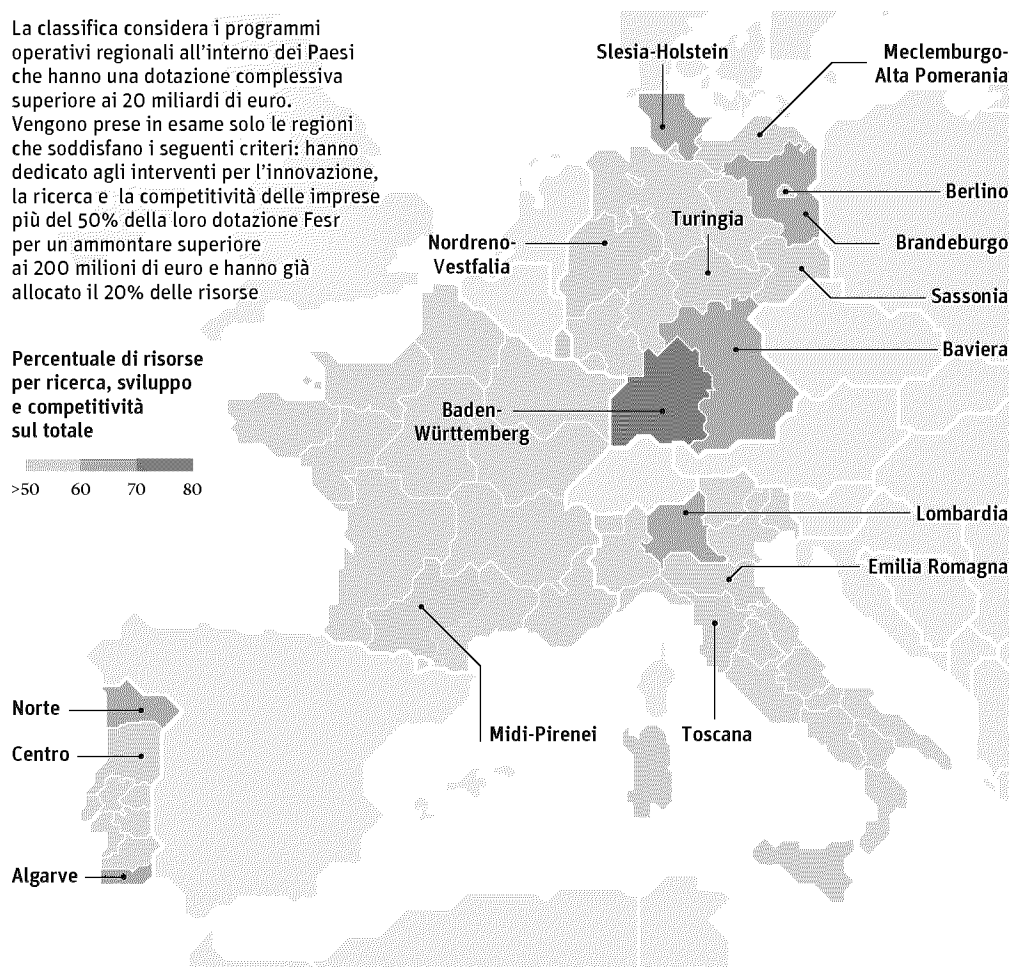 La classifica considera i programmi
operativi regionali all'interno dei Paesi
che hanno una dotazione complessiva
superiore ai 20 miliardi di euro.
Vengono prese in esame solo le regioni
che soddisfano i seguenti criteri: hanno
dedicato agli interventi per l'innovazione,
la ricerca e la competitività delle imprese
più del 50% della loro dotazione Fesr
per un ammontare superiore
ai 200 milioni di euro e hanno già
allocato il 20% delle risorse
Percentuale di risorse
per ricerca, sviluppo
e competitività
sul totale
>50 60 70 80
Slesia-Holstein
Meclemburgo-
Alta Pomerania
Berlino
Turingia
Brandeburgo
Nordreno-
Vestfalia
Sassonia
Baviera
Baden-
Württemberg
Lombardia
Emilia Romagna
Norte
Midi-Pirenei
Toscana
Centro
Algarve